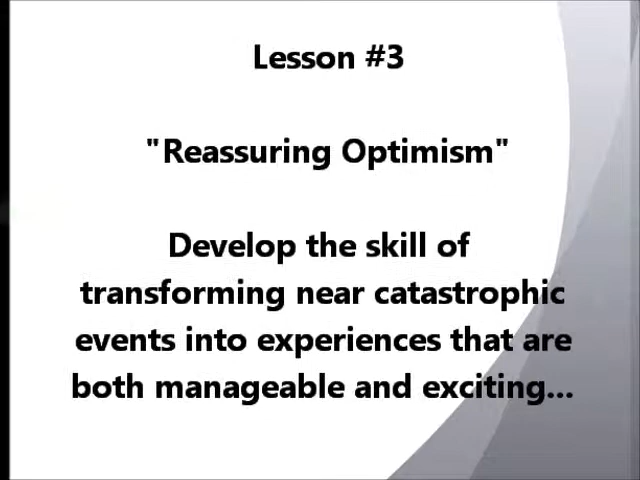 Lesson #3
"Reassuring Optimism"
Develop the skill of
transforming near catastrophic
events into experiences that are
both manageable and exciting...